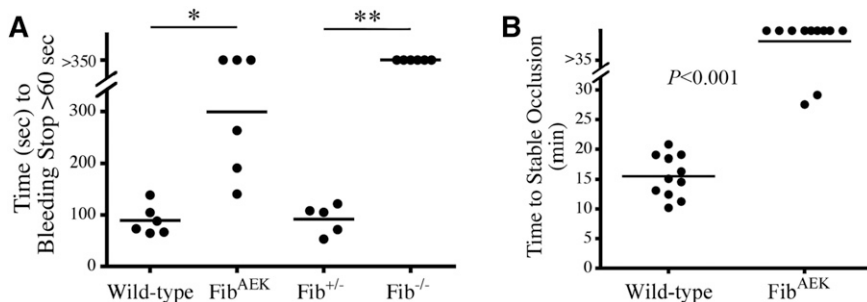 A
*
**
Time (sec) to
Bleeding Stop >60 sec
>350
300
200
100
0
Wild-type
Fib^AEK
Fib^+/-
Fib^-/-
B
Time to Stable Occlusion
(min)
>35
30
25
20
15
10
5
0
P<0.001
Wild-type
Fib^AEK